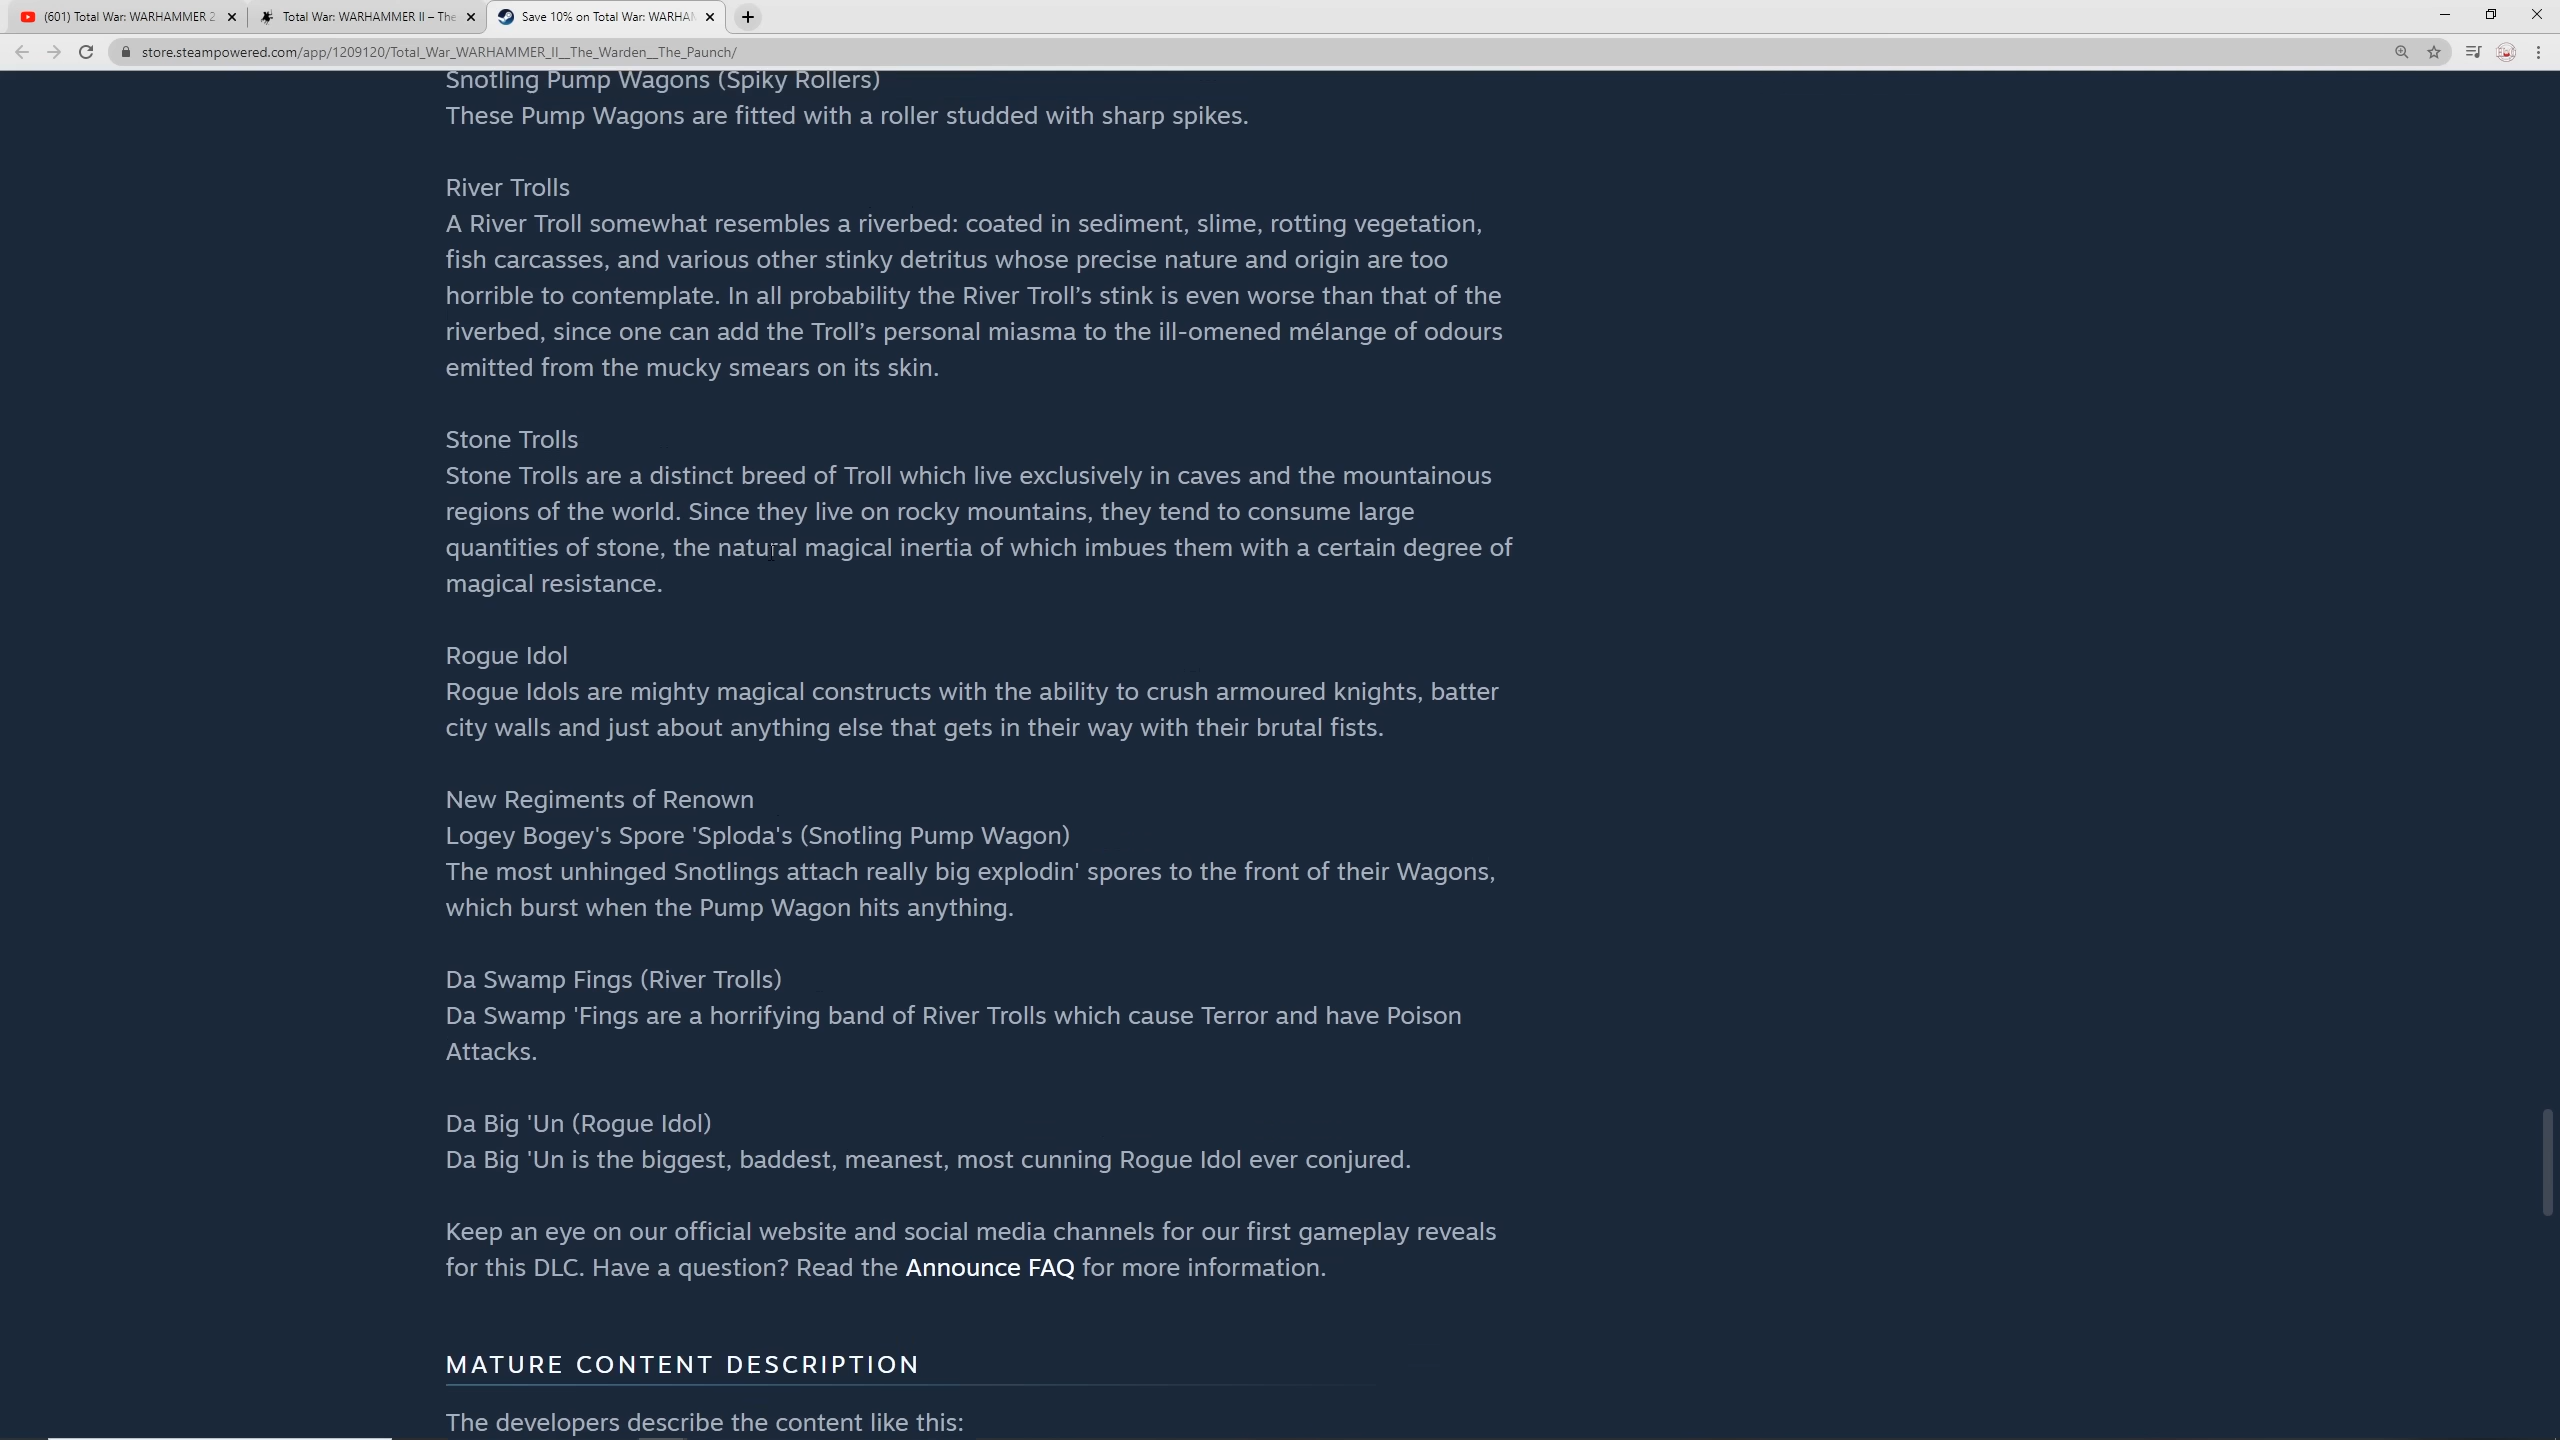 (601) Total War: WARHAMMER 2
Total War: WARHAMMER II – The
Save 10% on Total War: WARHAM
store.steampowered.com/app/1209120/Total_War_WARHAMMER_II__The_Warden__The_Paunch/
Snotling Pump Wagons (Spiky Rollers)
These Pump Wagons are fitted with a roller studded with sharp spikes.
River Trolls
A River Troll somewhat resembles a riverbed: coated in sediment, slime, rotting vegetation,
fish carcasses, and various other stinky detritus whose precise nature and origin are too
horrible to contemplate. In all probability the River Troll’s stink is even worse than that of the
riverbed, since one can add the Troll’s personal miasma to the ill-omened mélange of odours
emitted from the mucky smears on its skin.
Stone Trolls
Stone Trolls are a distinct breed of Troll which live exclusively in caves and the mountainous
regions of the world. Since they live on rocky mountains, they tend to consume large
quantities of stone, the natural magical inertia of which imbues them with a certain degree of
magical resistance.
Rogue Idol
Rogue Idols are mighty magical constructs with the ability to crush armoured knights, batter
city walls and just about anything else that gets in their way with their brutal fists.
New Regiments of Renown
Logey Bogey's Spore 'Sploda's (Snotling Pump Wagon)
The most unhinged Snotlings attach really big explodin' spores to the front of their Wagons,
which burst when the Pump Wagon hits anything.
Da Swamp Fings (River Trolls)
Da Swamp 'Fings are a horrifying band of River Trolls which cause Terror and have Poison
Attacks.
Da Big 'Un (Rogue Idol)
Da Big 'Un is the biggest, baddest, meanest, most cunning Rogue Idol ever conjured.
Keep an eye on our official website and social media channels for our first gameplay reveals
for this DLC. Have a question? Read the Announce FAQ for more information.
MATURE CONTENT DESCRIPTION
The developers describe the content like this: